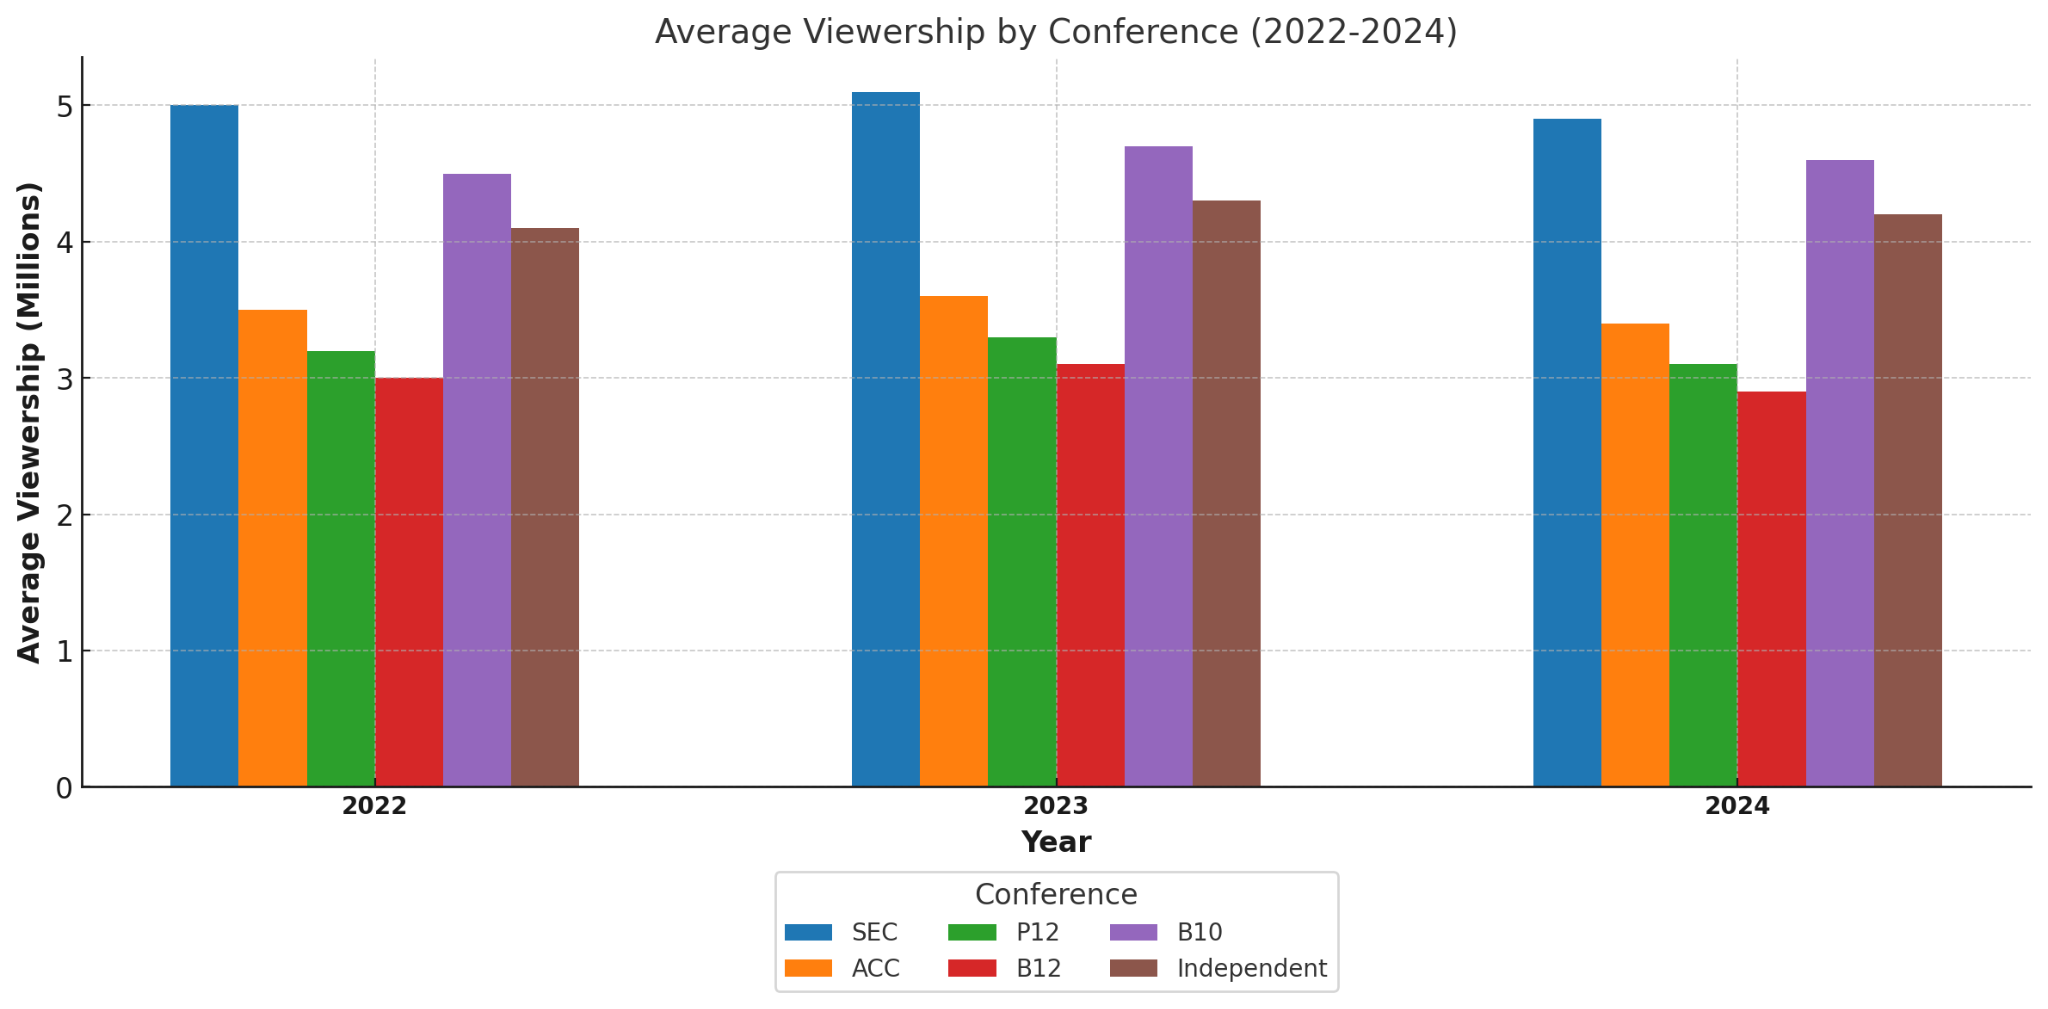 Average Viewership by Conference (2022-2024)
Average Viewership (Millions)
5
4
3
2
1
0
2022 2023 2024
Year
Conference
SEC P12 B10
ACC B12 Independent